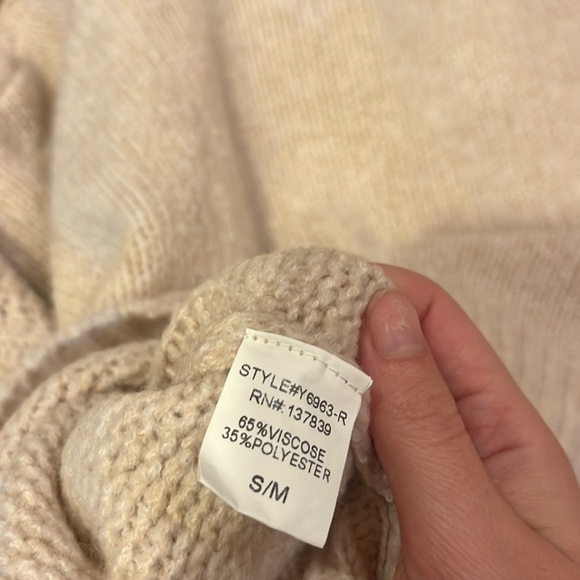 STYLE#Y6963-R
RN#: 137839
65%VISCOSE
35%POLYESTER
S/M